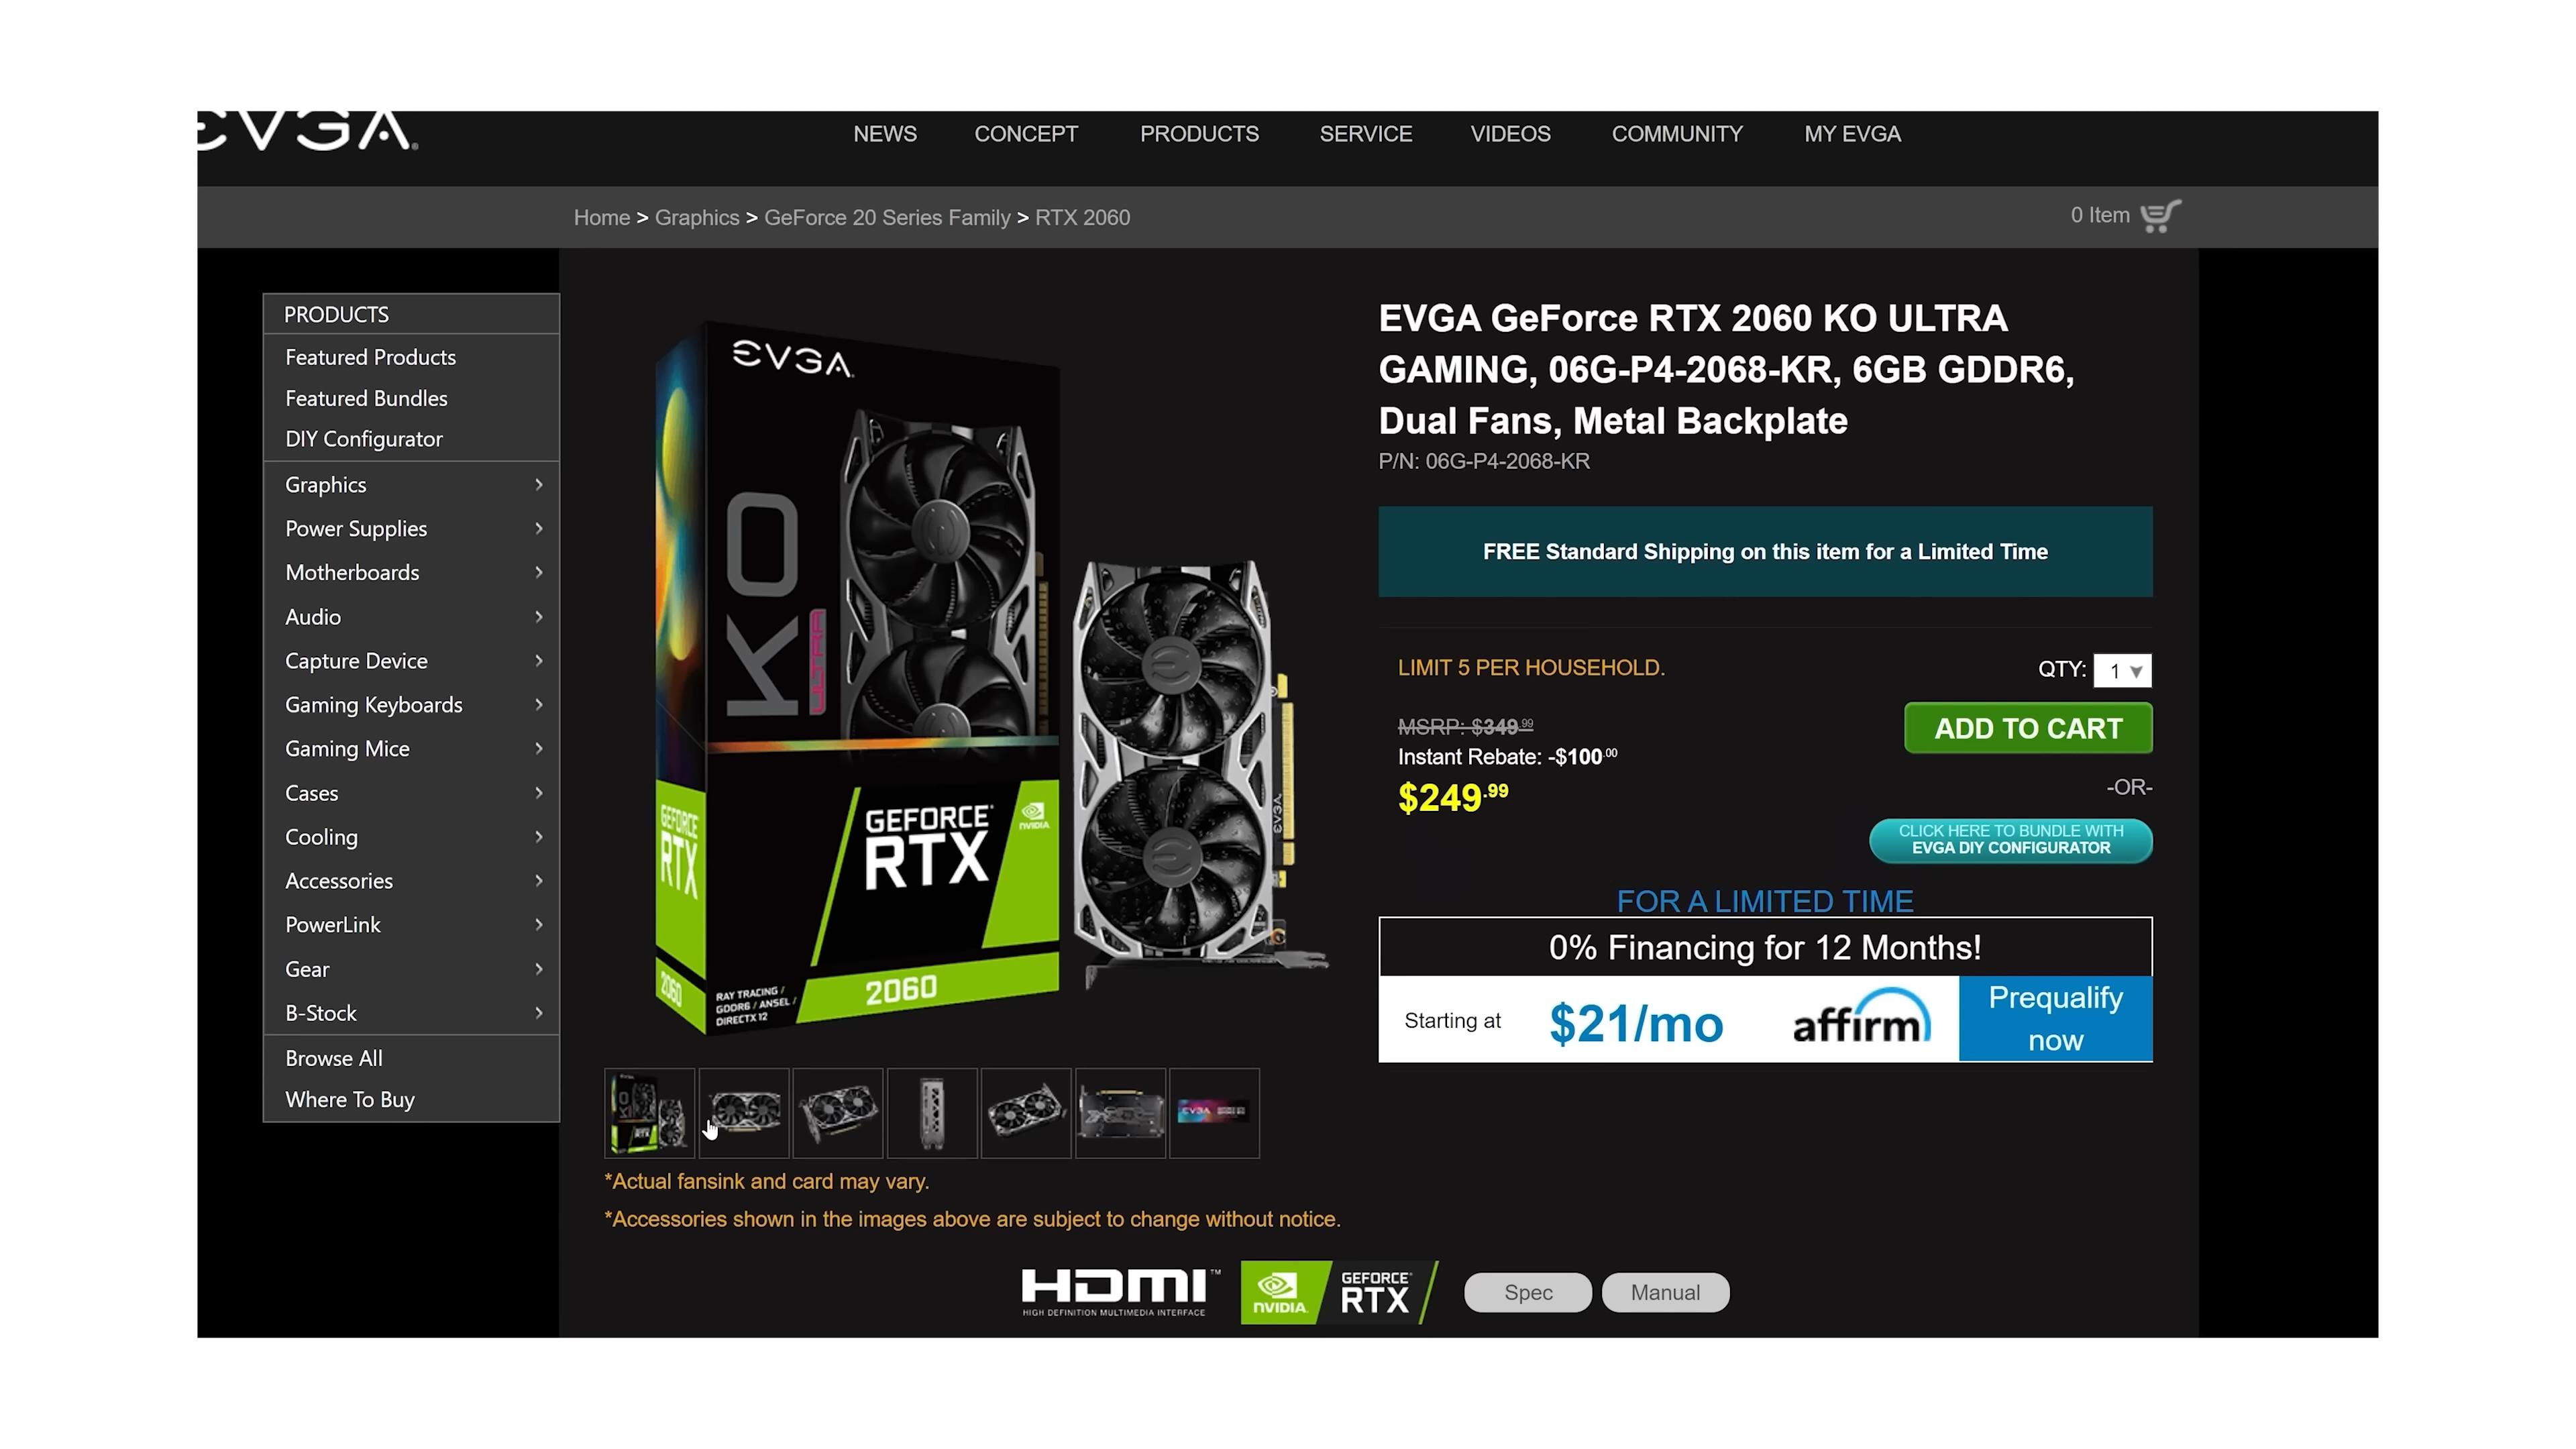 EVGA
NEWS CONCEPT PRODUCTS SERVICE VIDEOS COMMUNITY MY EVGA
Home > Graphics > GeForce 20 Series Family > RTX 2060
0 Item
PRODUCTS
Featured Products
Featured Bundles
DIY Configurator
Graphics
Power Supplies
Motherboards
Audio
Capture Device
Gaming Keyboards
Gaming Mice
Cases
Cooling
Accessories
PowerLink
Gear
B-Stock
Browse All
Where To Buy
EVGA
KO
ULTRA
GEFORCE
RTX
NVIDIA
2060
RAY TRACING /
GDDR6 / ANSEL /
DIRECTX 12
GEFORCE
RTX
2060
EVGA
EVGA GeForce RTX 2060 KO ULTRA
GAMING, 06G-P4-2068-KR, 6GB GDDR6,
Dual Fans, Metal Backplate
P/N: 06G-P4-2068-KR
FREE Standard Shipping on this item for a Limited Time
LIMIT 5 PER HOUSEHOLD.
QTY: 1
MSRP: $349.99
Instant Rebate: -$100.00
$249.99
ADD TO CART
-OR-
CLICK HERE TO BUNDLE WITH
EVGA DIY CONFIGURATOR
FOR A LIMITED TIME
0% Financing for 12 Months!
Starting at $21/mo affirm
Prequalify
now
*Actual fansink and card may vary.
*Accessories shown in the images above are subject to change without notice.
HDMI™
HIGH DEFINITION MULTIMEDIA INTERFACE
NVIDIA
GEFORCE
RTX
Spec
Manual